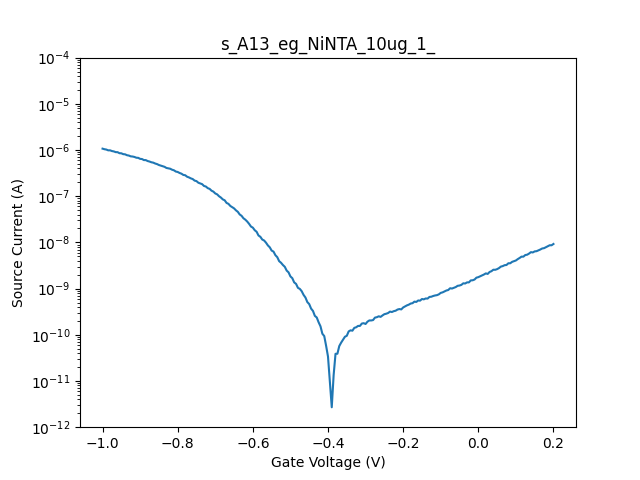 s_A13_eg_NiNTA_10ug_1_
10⁻⁴
10⁻⁵
10⁻⁶
10⁻⁷
10⁻⁸
10⁻⁹
10⁻¹⁰
10⁻¹¹
10⁻¹²
Source Current (A)
−1.0 −0.8 −0.6 −0.4 −0.2 0.0 0.2
Gate Voltage (V)